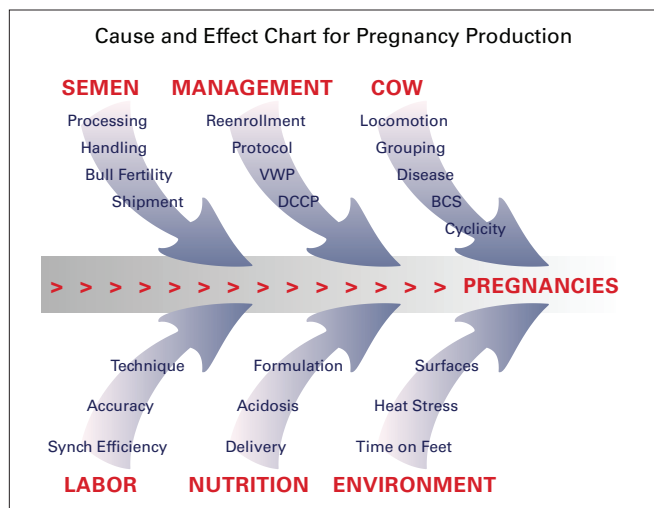 Cause and Effect Chart for Pregnancy Production
SEMEN
Processing
Handling
Bull Fertility
Shipment
MANAGEMENT
Reenrollment
Protocol
VWP
DCCP
COW
Locomotion
Grouping
Disease
BCS
Cyclicity
> > > > > > > > > > > > > > PREGNANCIES
Technique
Accuracy
Synch Efficiency
LABOR
Formulation
Acidosis
Delivery
NUTRITION
Surfaces
Heat Stress
Time on Feet
ENVIRONMENT